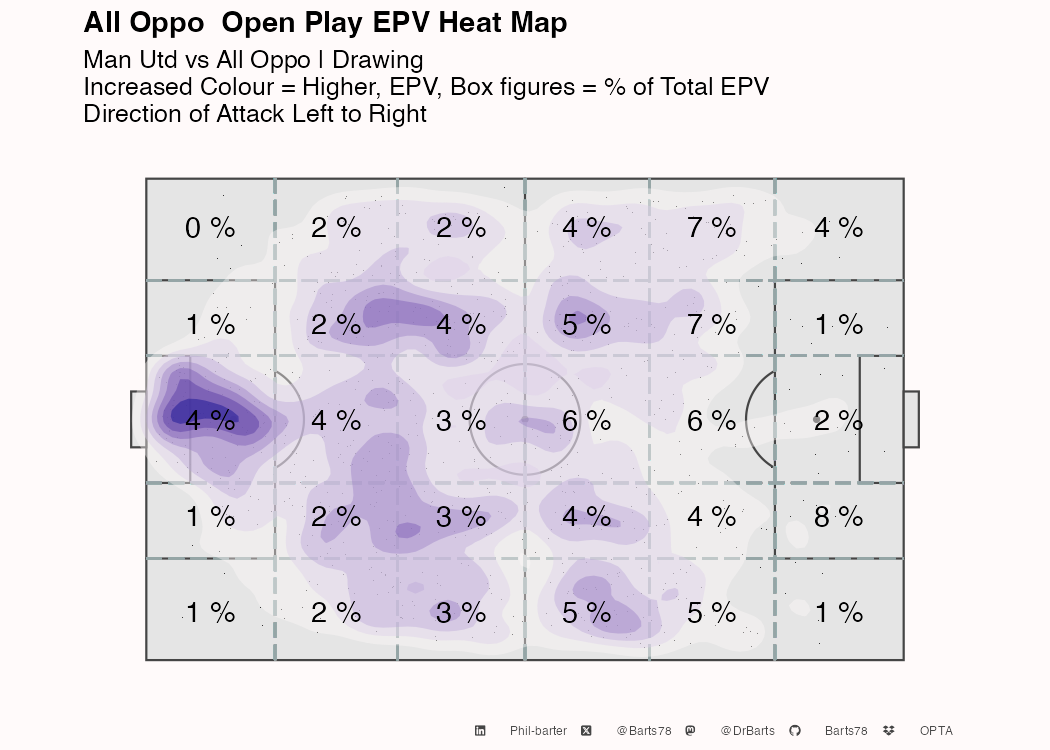 All Oppo  Open Play EPV Heat Map
Man Utd vs All Oppo | Drawing
Increased Colour = Higher, EPV, Box figures = % of Total EPV
Direction of Attack Left to Right
0 % 2 % 2 % 4 % 7 % 4 %
1 % 2 % 4 % 5 % 7 % 1 %
4 % 4 % 3 % 6 % 6 % 2 %
1 % 2 % 3 % 4 % 4 % 8 %
1 % 2 % 3 % 5 % 5 % 1 %
Phil-barter @Barts78 @DrBarts Barts78 OPTA